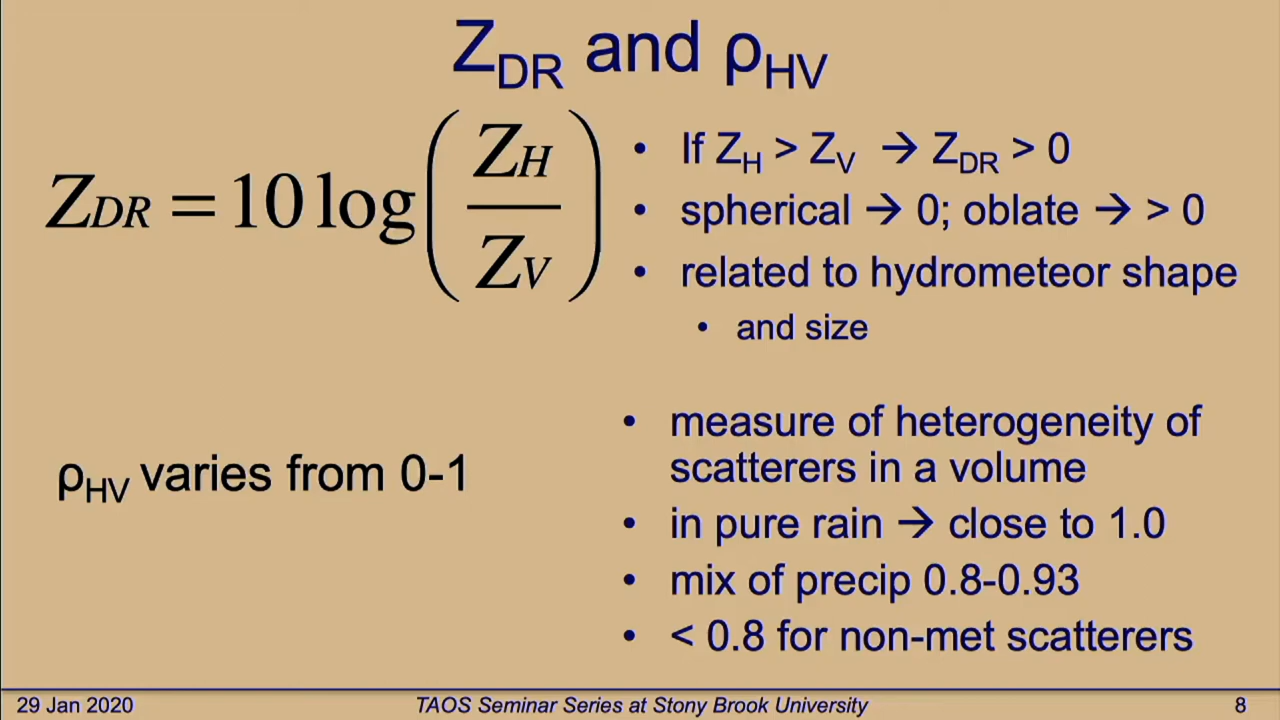 Z_DR and ρ_HV
Z_DR = 10 log(Z_H / Z_V)
• If Z_H > Z_V → Z_DR > 0
• spherical → 0; oblate → > 0
• related to hydrometeor shape
• and size
ρ_HV varies from 0-1
• measure of heterogeneity of
scatterers in a volume
• in pure rain → close to 1.0
• mix of precip 0.8-0.93
• < 0.8 for non-met scatterers
29 Jan 2020
TAOS Seminar Series at Stony Brook University
8